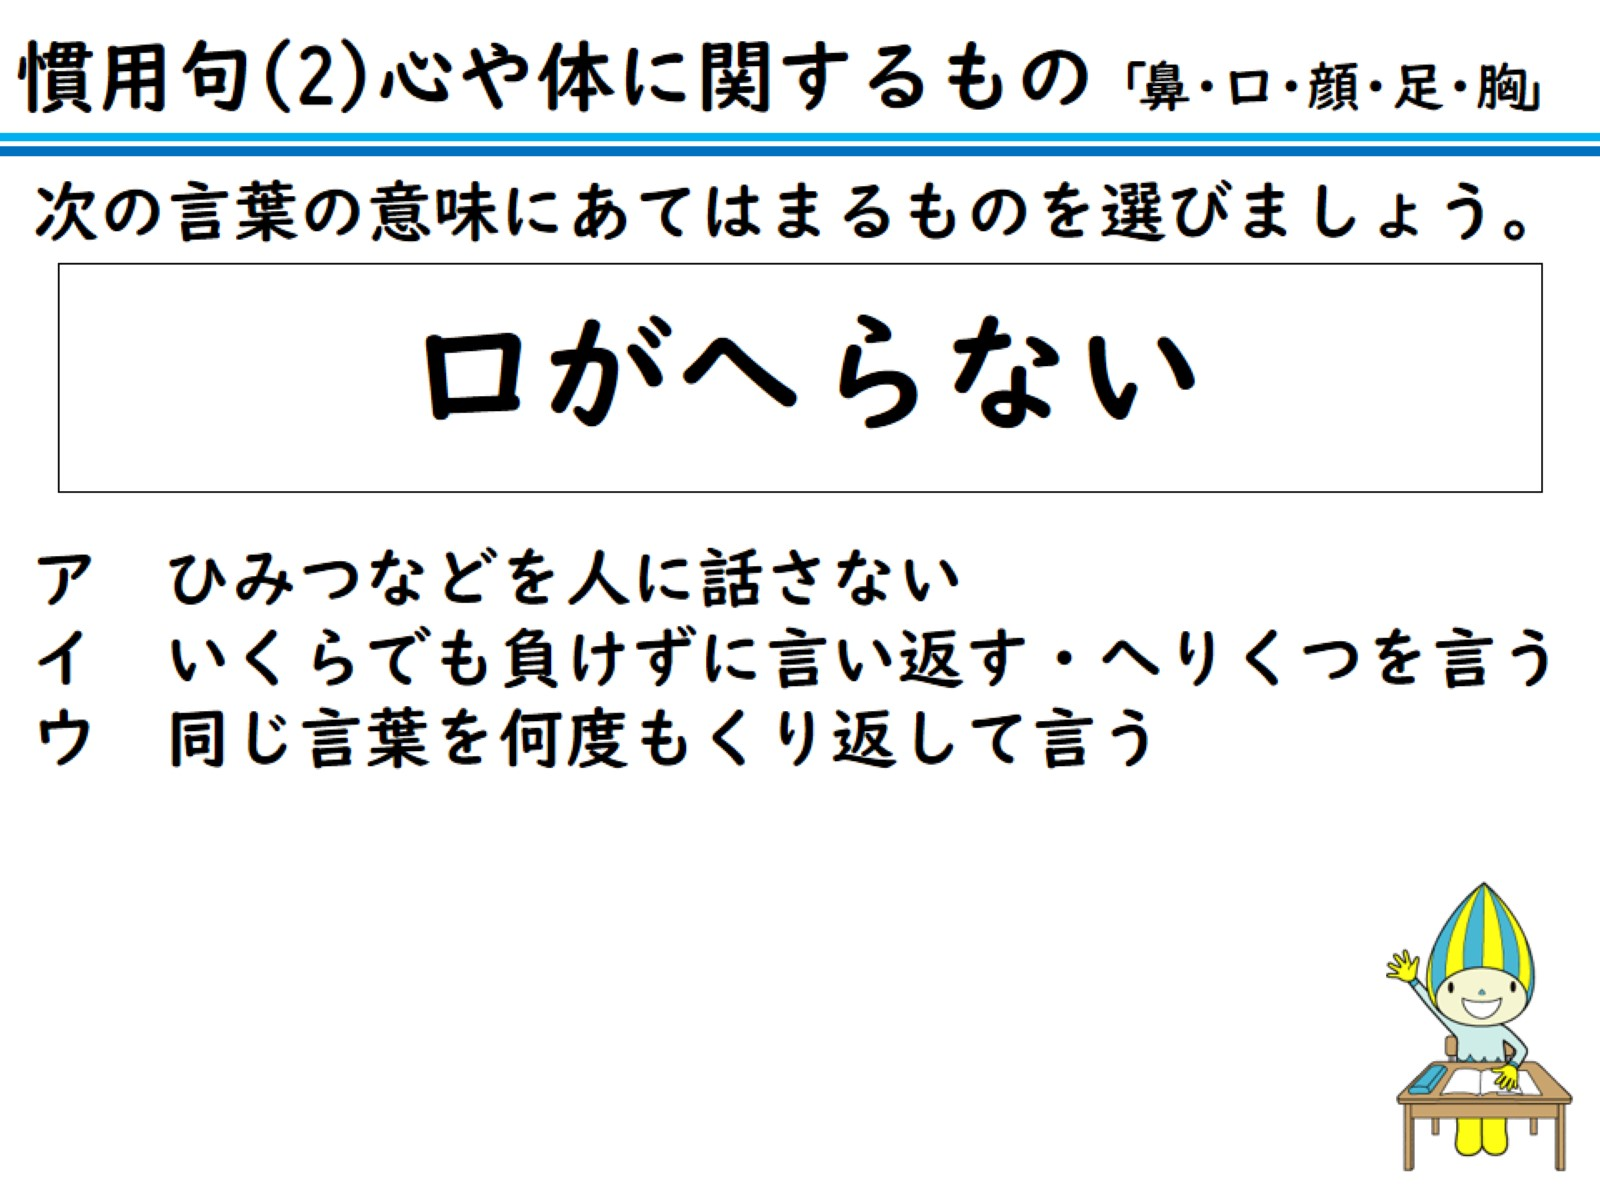 慣用句(2)心や体に関するもの「鼻・口・顔・足・胸」
次の言葉の意味にあてはまるものを選びましょう。
口がへらない
ア　ひみつなどを人に話さない
イ　いくらでも負けずに言い返す・へりくつを言う
ウ　同じ言葉を何度もくり返して言う